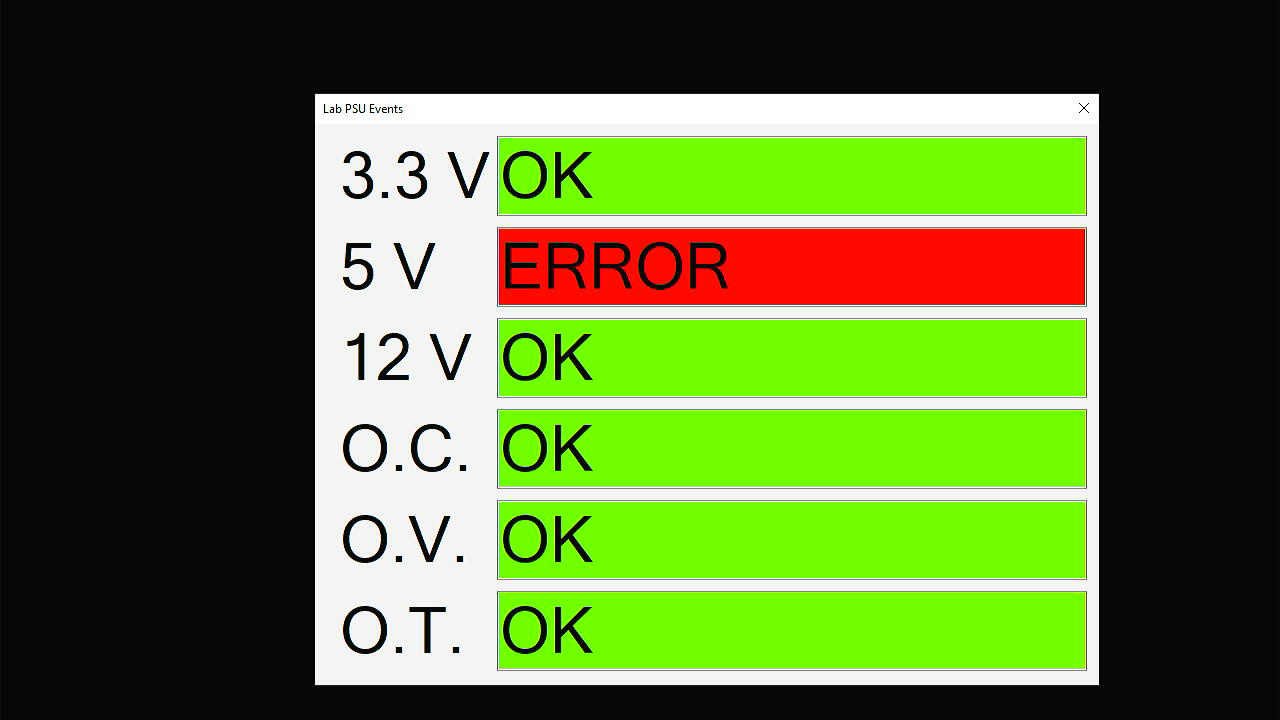 Lab PSU Events
3.3 V OK
5 V ERROR
12 V OK
O.C. OK
O.V. OK
O.T. OK